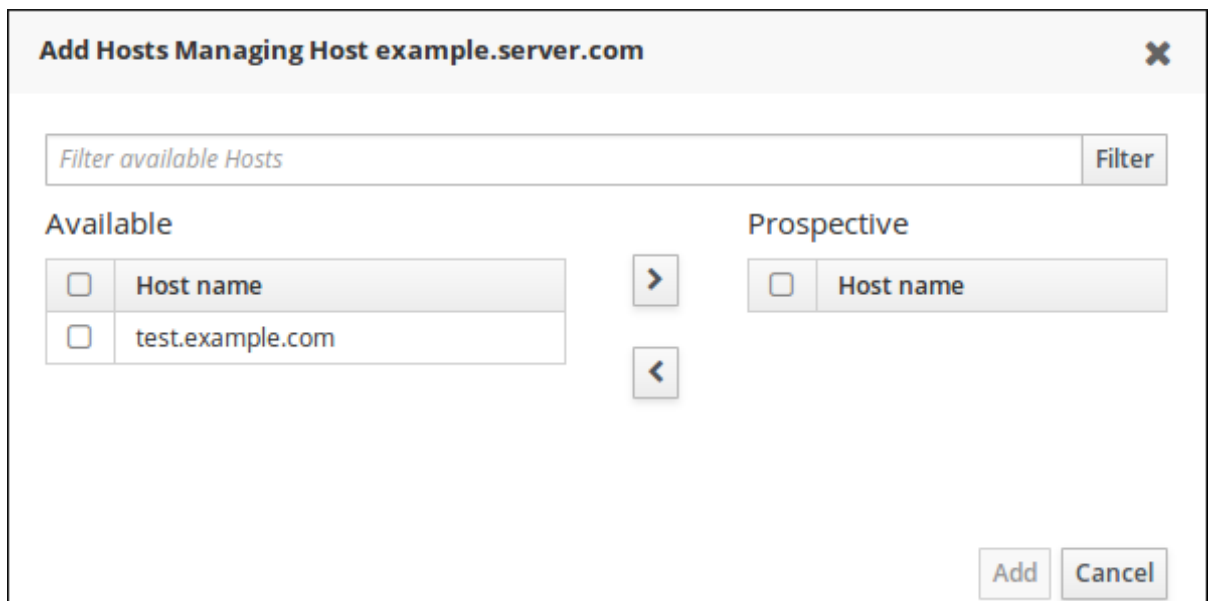 Add Hosts Managing Host example.server.com
Filter available Hosts
Filter
Available
Prospective
Host name
Host name
test.example.com
Add
Cancel